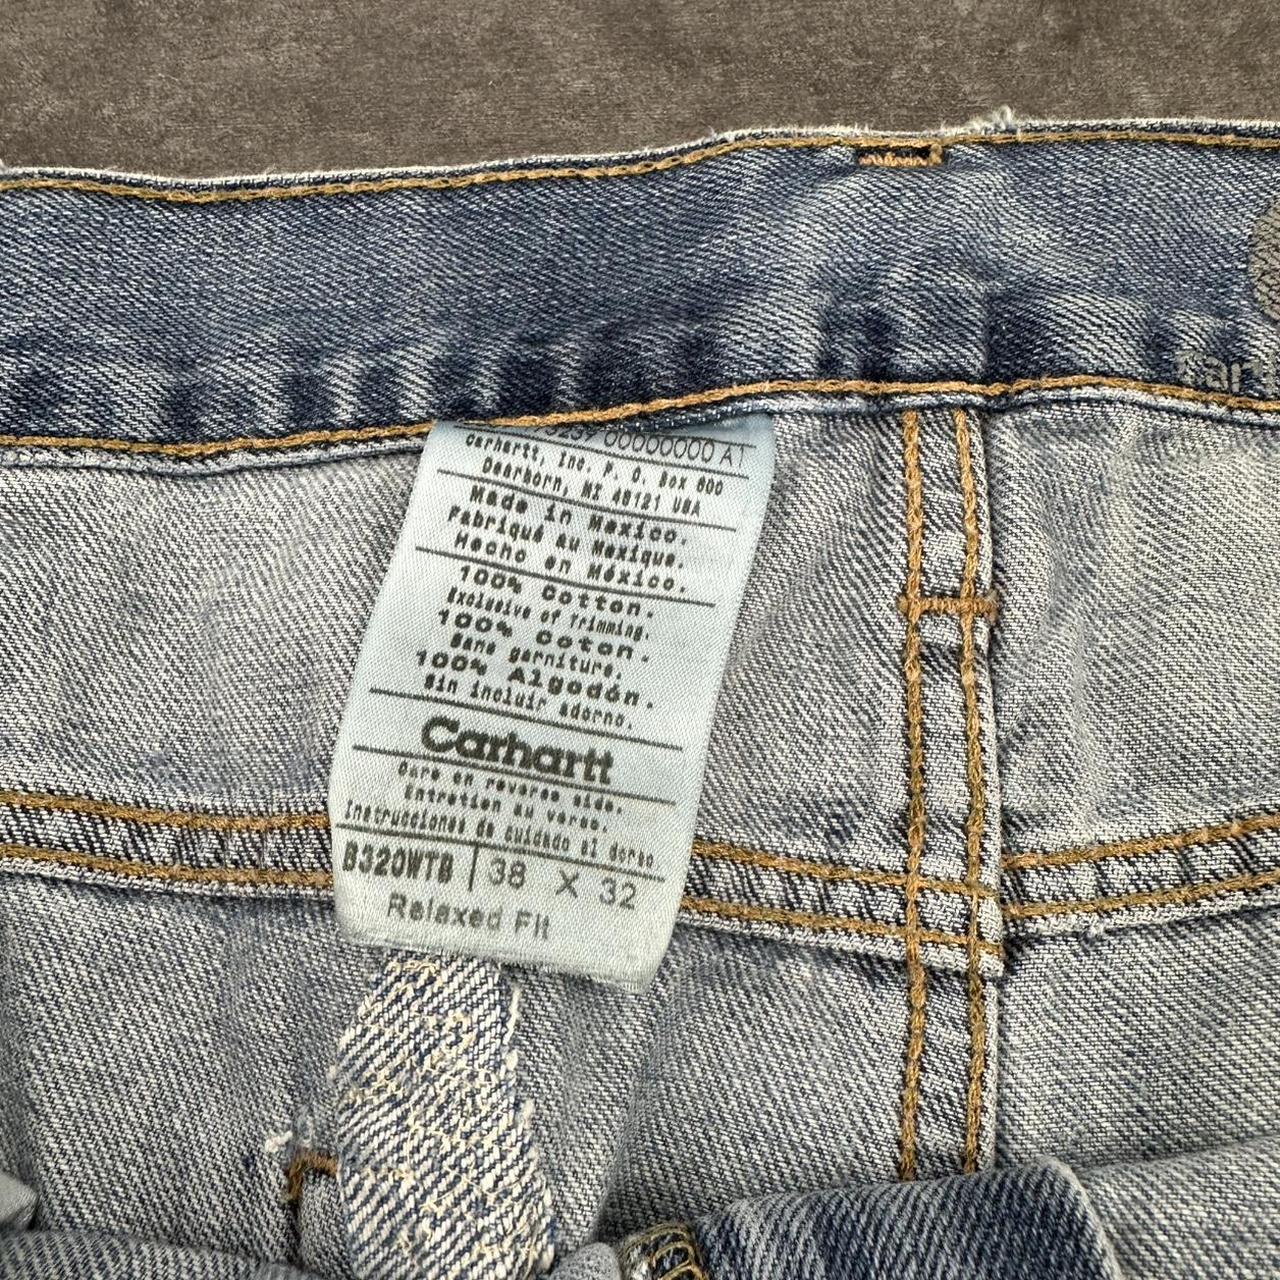 00000000 A1
Carhartt, Inc. P. O. Box 600
Dearborn, MI 48121 USA
Made in Mexico.
Fabriqué au Mexique.
Hecho en México.
100% Cotton.
Exclusive of Trimming.
100% Coton.
Sans garniture.
100% Algodón.
Sin incluir adorno.
Carhartt
Care on reverse side.
Entretien au verso.
Instrucciones de cuidado al dorso.
B320WTB 38 X 32
Relaxed Fit